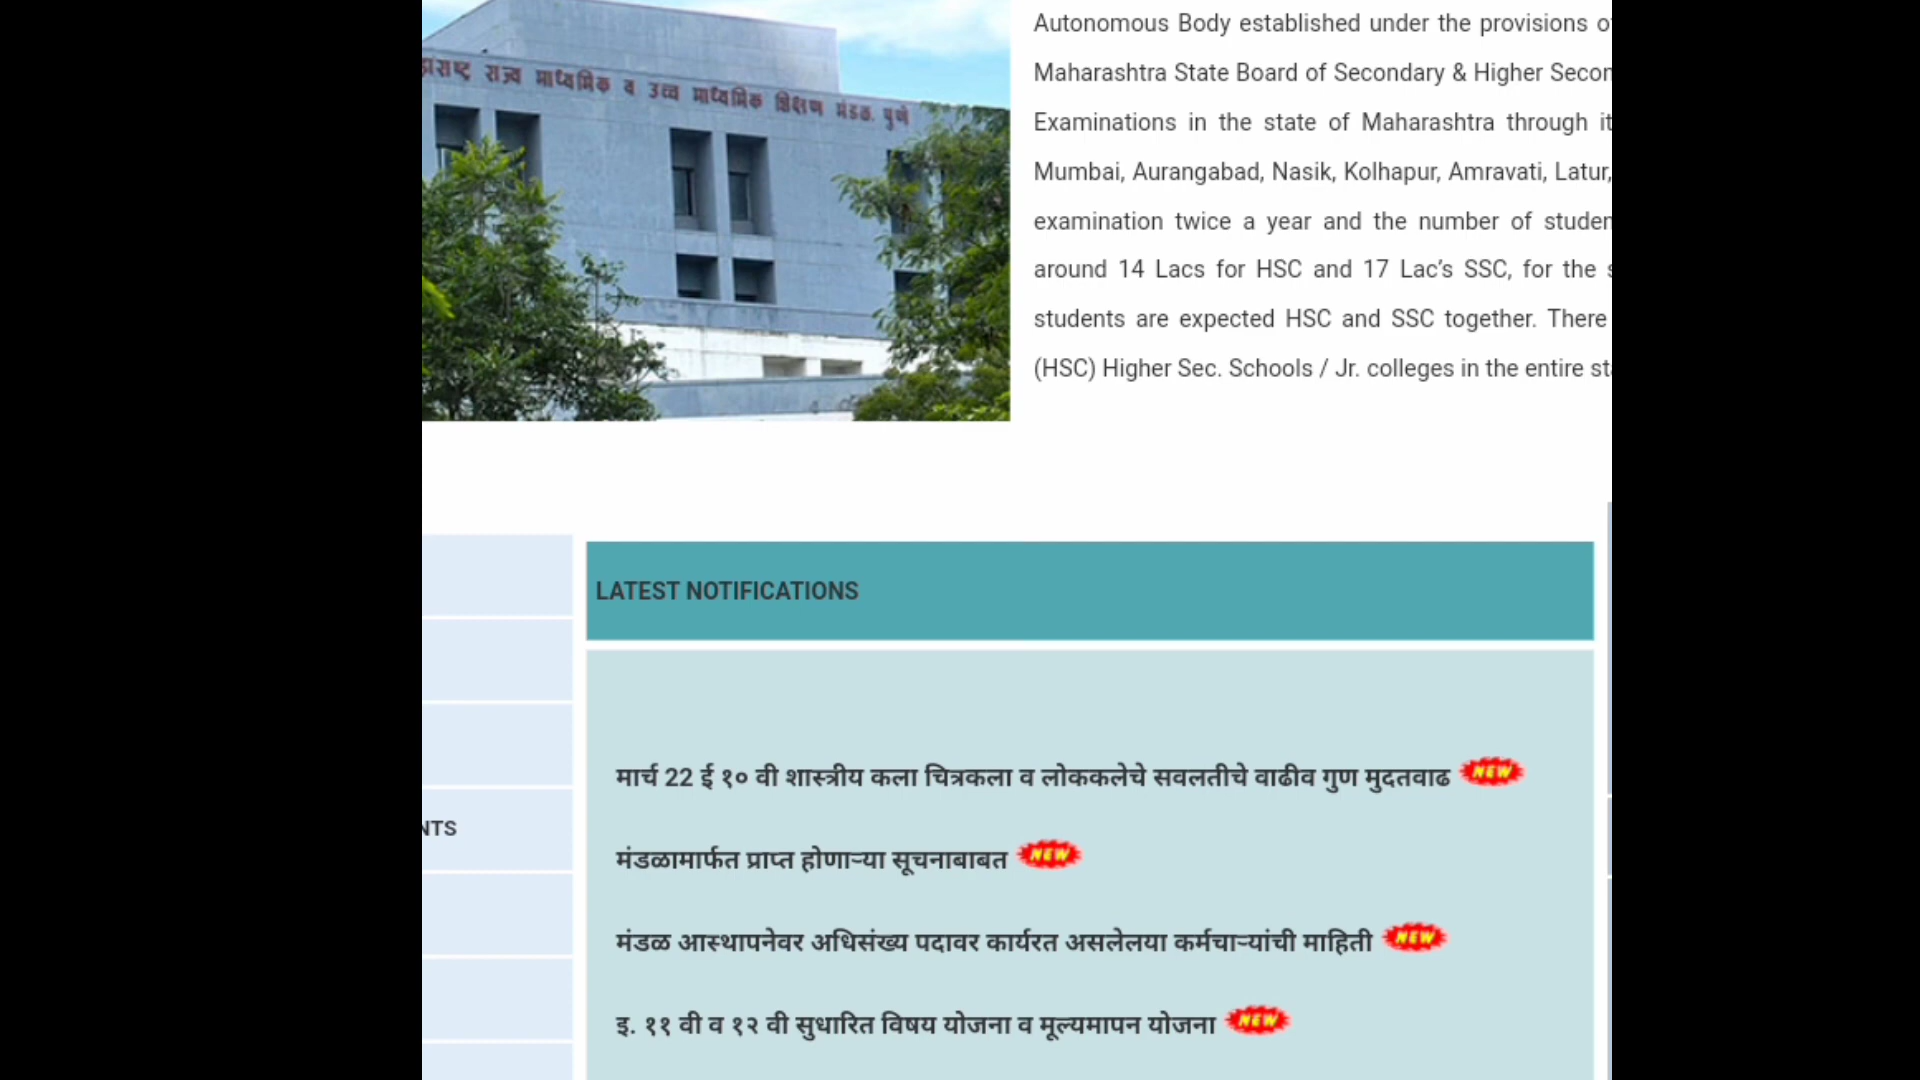 राज्य माध्यमिक व उच्च माध्यमिक शिक्षण मंडळ. पुणे
Autonomous Body established under the provisions
Maharashtra State Board of Secondary & Higher
Examinations in the state of Maharashtra through
Mumbai, Aurangabad, Nasik, Kolhapur, Amravati, Latur,
examination twice a year and the number of
around 14 Lacs for HSC and 17 Lac’s SSC, for the
students are expected HSC and SSC together. There
(HSC) Higher Sec. Schools / Jr. colleges in the entire
LATEST NOTIFICATIONS
मार्च 22 ई १० वी शास्त्रीय कला चित्रकला व लोककलेचे सवलतीचे वाढीव गुण मुदतवाढ NEW
NTS
मंडळामार्फत प्राप्त होणाऱ्या सूचनाबाबत NEW
मंडळ आस्थापनेवर अधिसंख्य पदावर कार्यरत असलेलया कर्मचाऱ्यांची माहिती NEW
इ. ११ वी व १२ वी सुधारित विषय योजना व मूल्यमापन योजना NEW